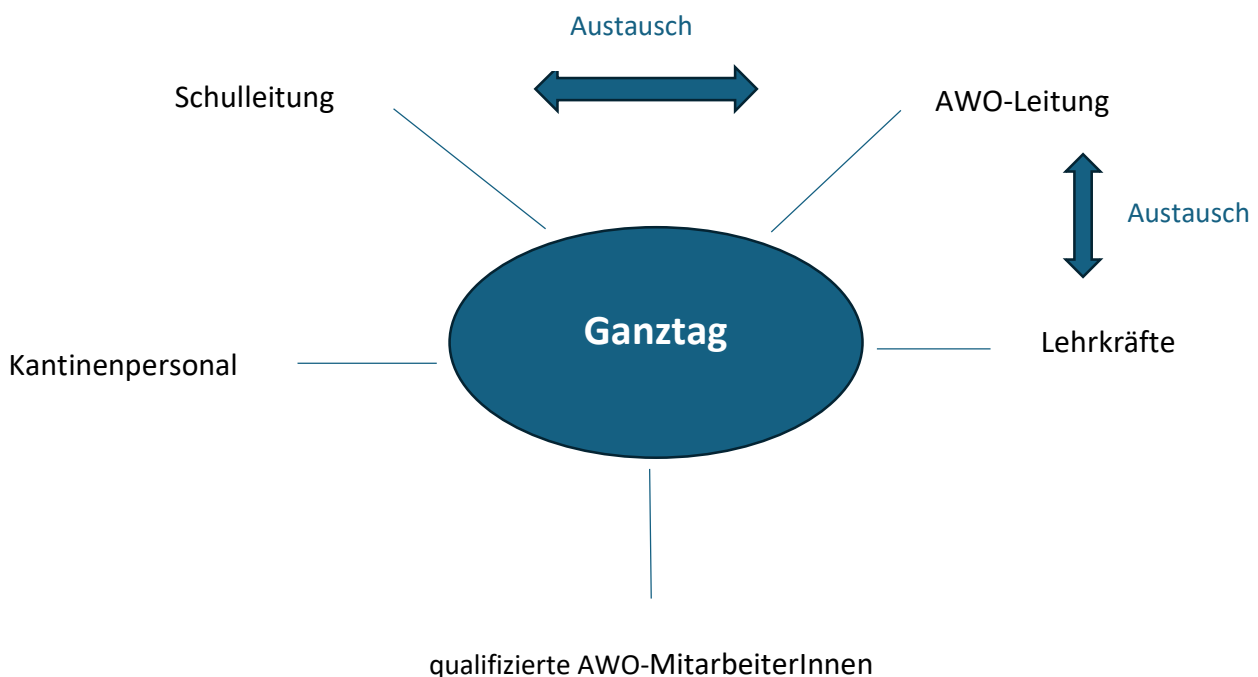 Austausch
Schulleitung
AWO-Leitung
Austausch
Ganztag
Lehrkräfte
Kantinenpersonal
qualifizierte AWO-MitarbeiterInnen